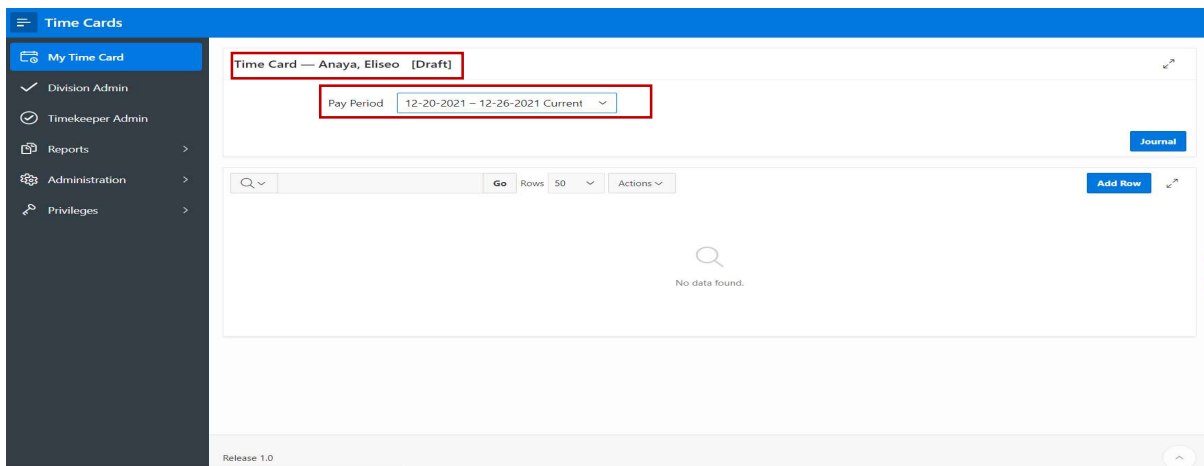 Time Cards
My Time Card
Division Admin
Timekeeper Admin
Reports
Administration
Privileges
Time Card — Anaya, Eliseo [Draft]
Pay Period 12-20-2021 – 12-26-2021 Current
Journal
Go Rows 50 Actions Add Row
No data found.
Release 1.0